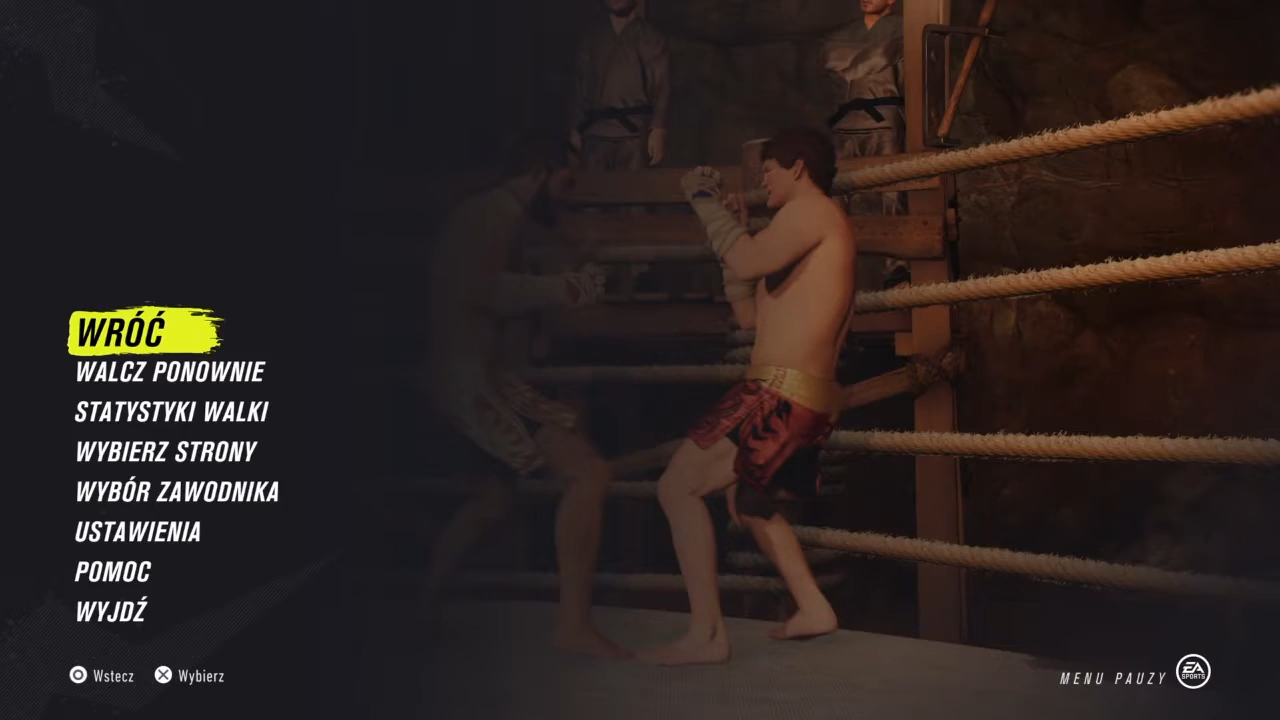 WRÓĆ
WALCZ PONOWNIE
STATYSTYKI WALKI
WYBIERZ STRONY
WYBÓR ZAWODNIKA
USTAWIENIA
POMOC
WYJDŹ
Wstecz Wybierz
MENU PAUZY EA SPORTS